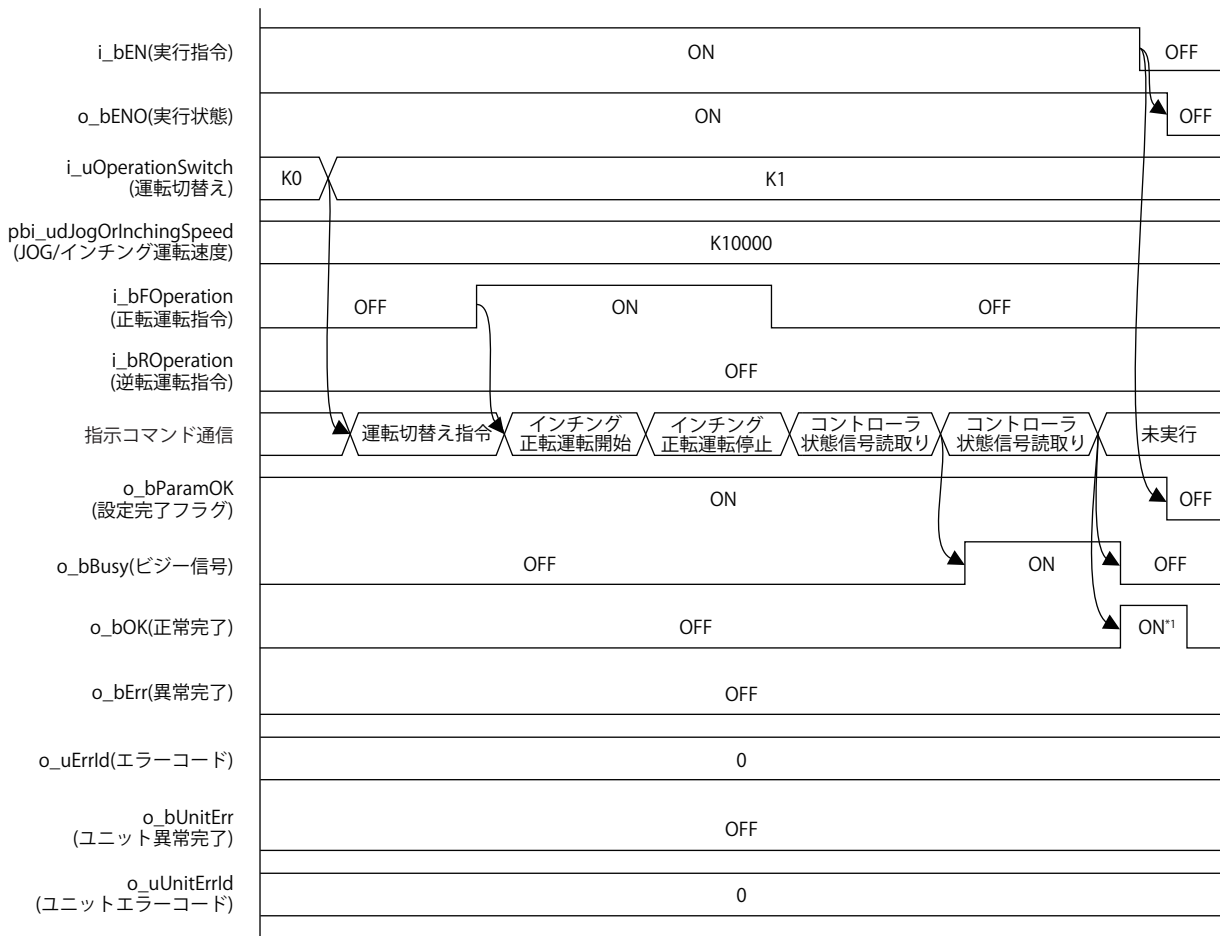 i_bEN(実行指令)
ON
OFF
o_bENO(実行状態)
ON
OFF
i_uOperationSwitch
(運転切替え)
K0
K1
pbi_udJogOrInchingSpeed
(JOG/インチング運転速度)
K10000
i_bFOperation
(正転運転指令)
OFF
ON
OFF
i_bROperation
(逆転運転指令)
OFF
指示コマンド通信
運転切替え指令
インチング
正転運転開始
インチング
正転運転停止
コントローラ
状態信号読取り
コントローラ
状態信号読取り
未実行
o_bParamOK
(設定完了フラグ)
ON
OFF
o_bBusy(ビジー信号)
OFF
ON
OFF
o_bOK(正常完了)
OFF
ON*1
o_bErr(異常完了)
OFF
o_uErrId(エラーコード)
0
o_bUnitErr
(ユニット異常完了)
OFF
o_uUnitErrId
(ユニットエラーコード)
0